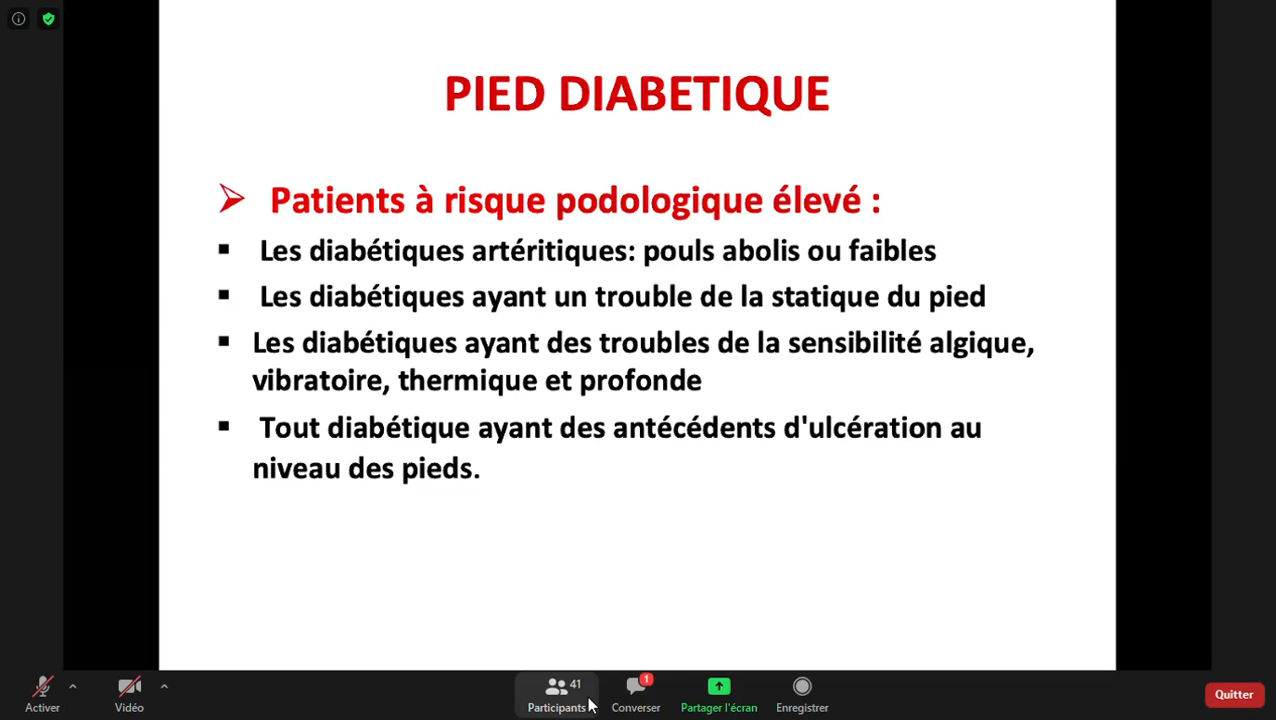 PIED DIABETIQUE
Patients à risque podologique élevé :
Les diabétiques artéritiques: pouls abolis ou faibles
Les diabétiques ayant un trouble de la statique du pied
Les diabétiques ayant des troubles de la sensibilité algique,
vibratoire, thermique et profonde
Tout diabétique ayant des antécédents d'ulcération au
niveau des pieds.
41 1
Activer Vidéo Participants Converser Partager l'écran Enregistrer Quitter